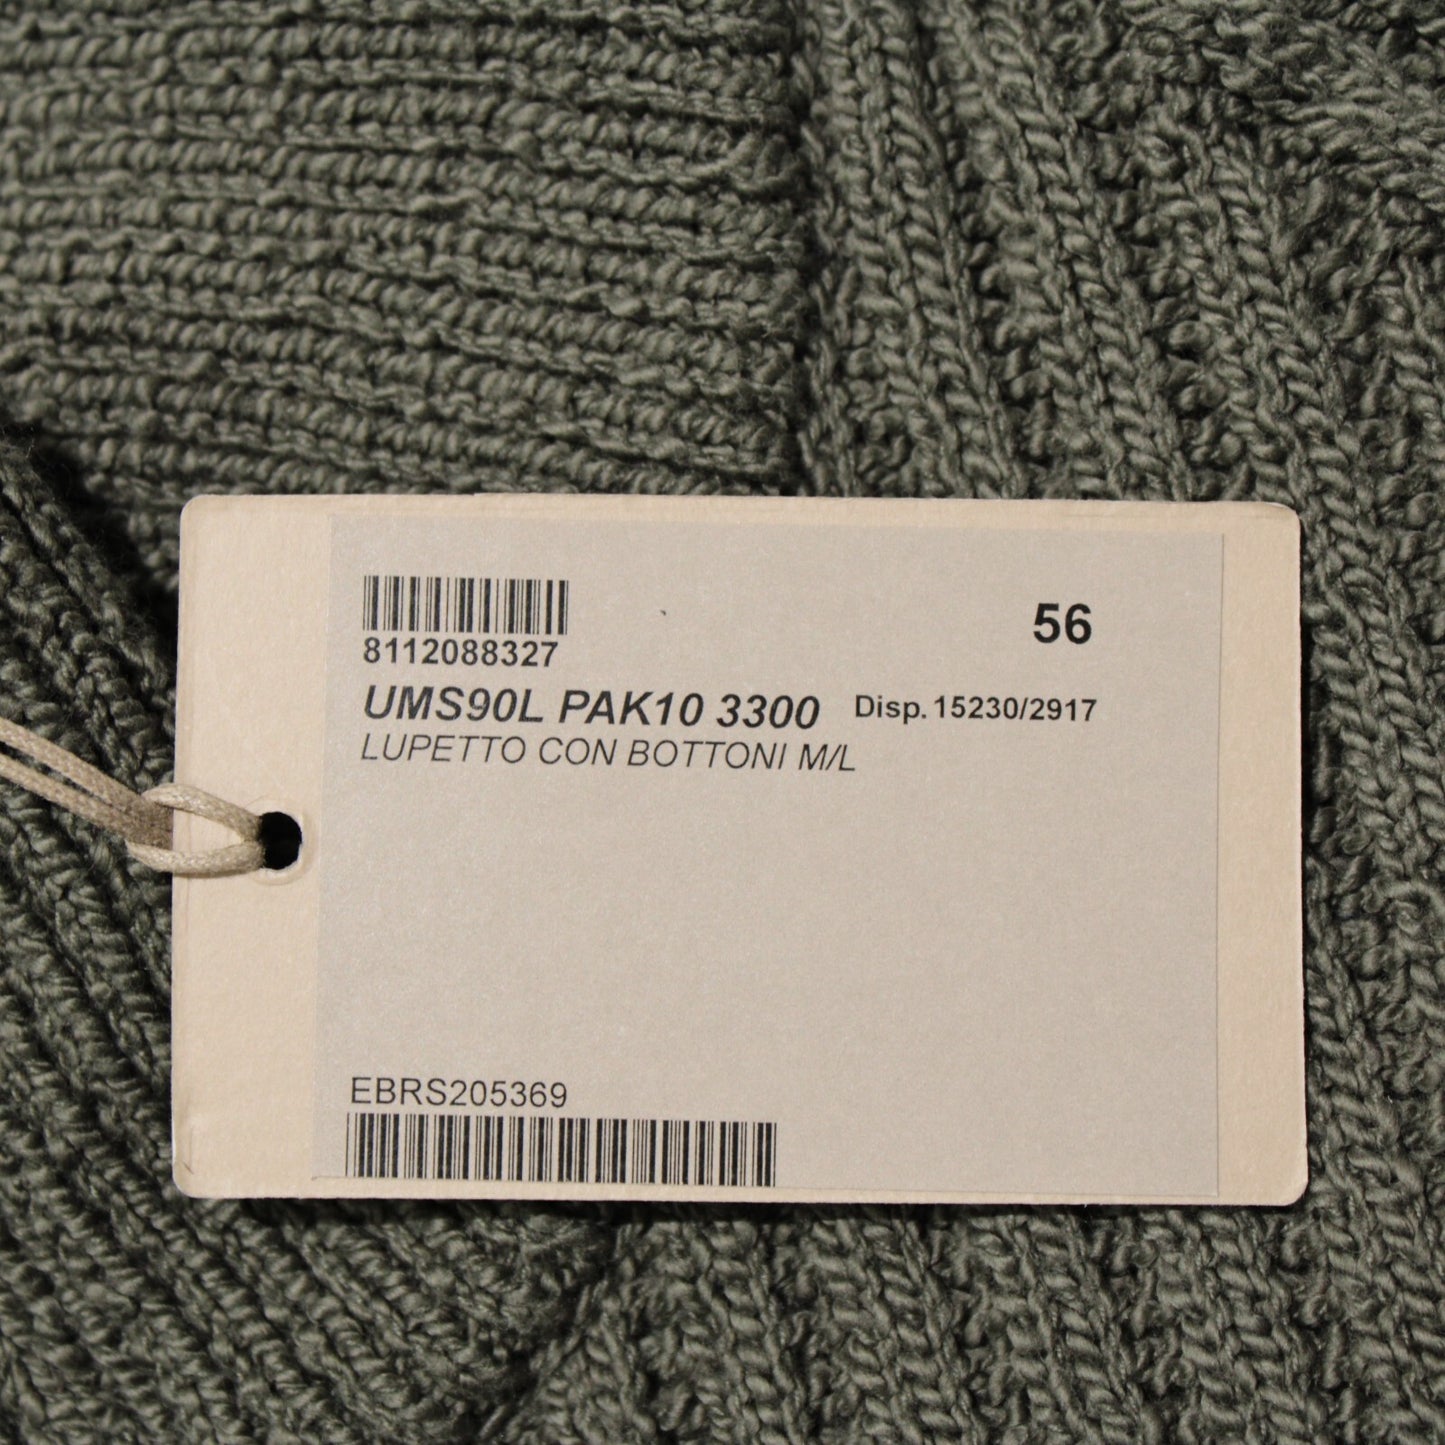 56
8112088327
UMS90L PAK10 3300 Disp. 15230/2917
LUPETTO CON BOTTONI M/L
EBRS205369